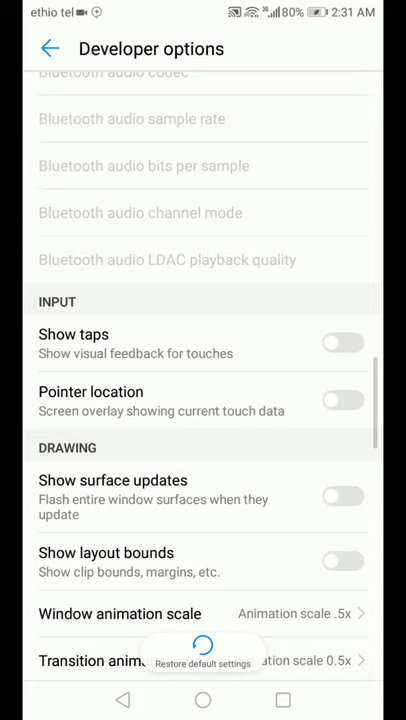 ethio tel 3G 80% 2:31 AM
Developer options
Bluetooth audio codec
Bluetooth audio sample rate
Bluetooth audio bits per sample
Bluetooth audio channel mode
Bluetooth audio LDAC playback quality
INPUT
Show taps
Show visual feedback for touches
Pointer location
Screen overlay showing current touch data
DRAWING
Show surface updates
Flash entire window surfaces when they
update
Show layout bounds
Show clip bounds, margins, etc.
Window animation scale Animation scale .5x
Transition anim ation scale 0.5x
Restore default settings